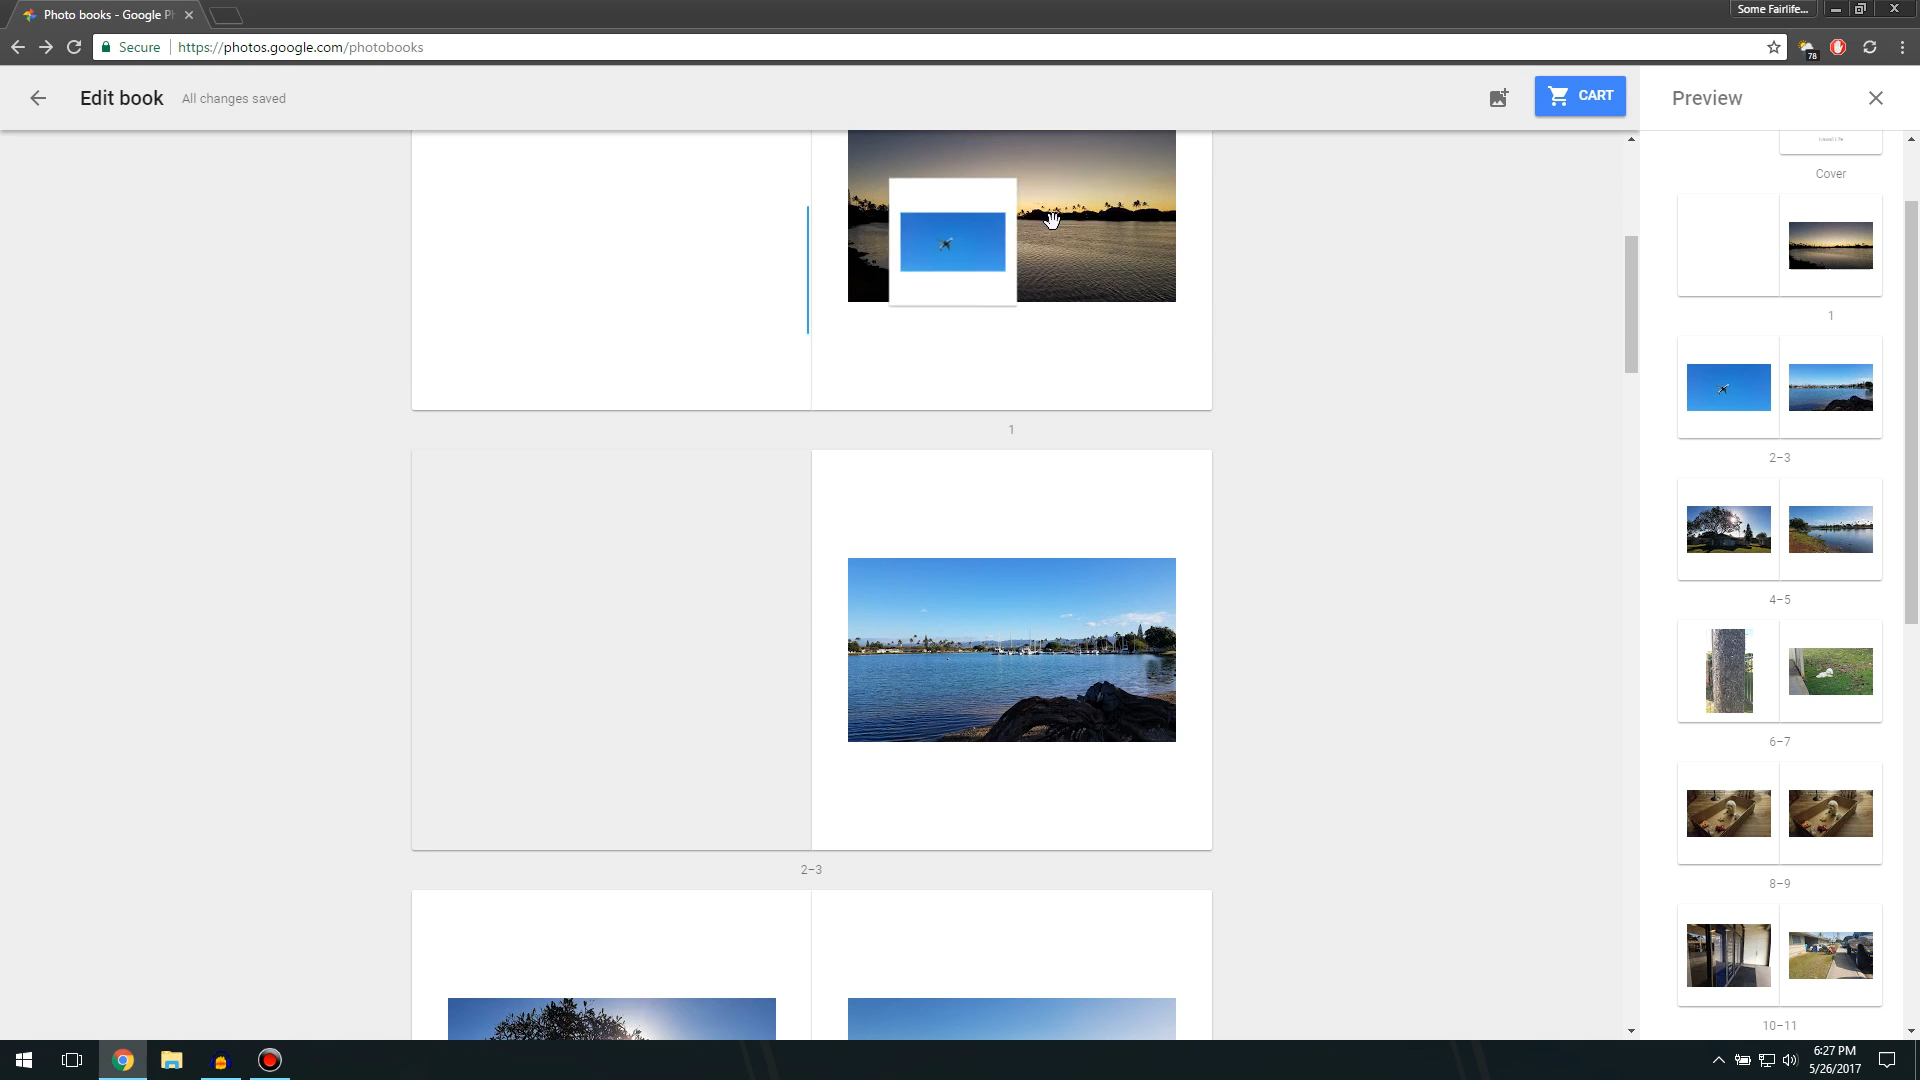 Photo books - Google Ph
Some Fairlife...
Secure
https://photos.google.com/photobooks
78
Edit book
All changes saved
CART
Preview
Cover
1
2-3
4-5
6-7
8-9
10-11
1
2-3
6:27 PM
5/26/2017